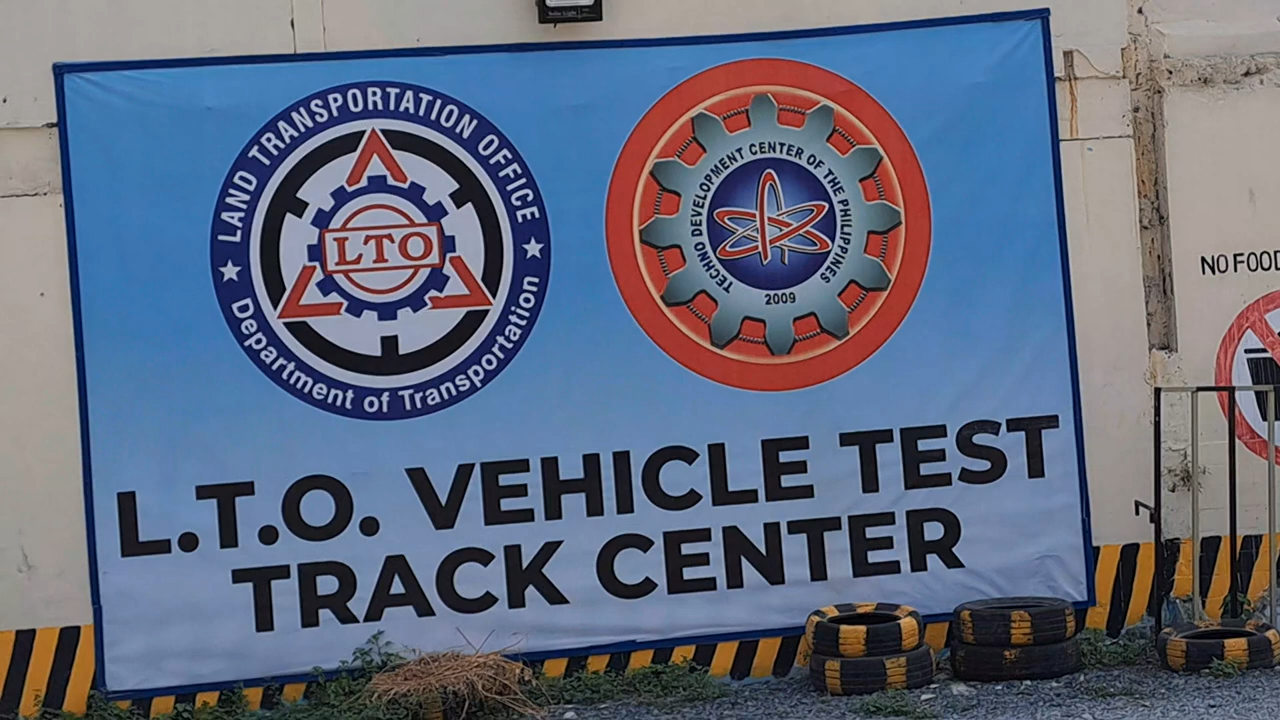 LAND TRANSPORTATION OFFICE
LTO
Department of Transportation
TECHNO DEVELOPMENT CENTER OF THE PHILIPPINES
2009
L.T.O. VEHICLE TEST
TRACK CENTER
NO FOOD